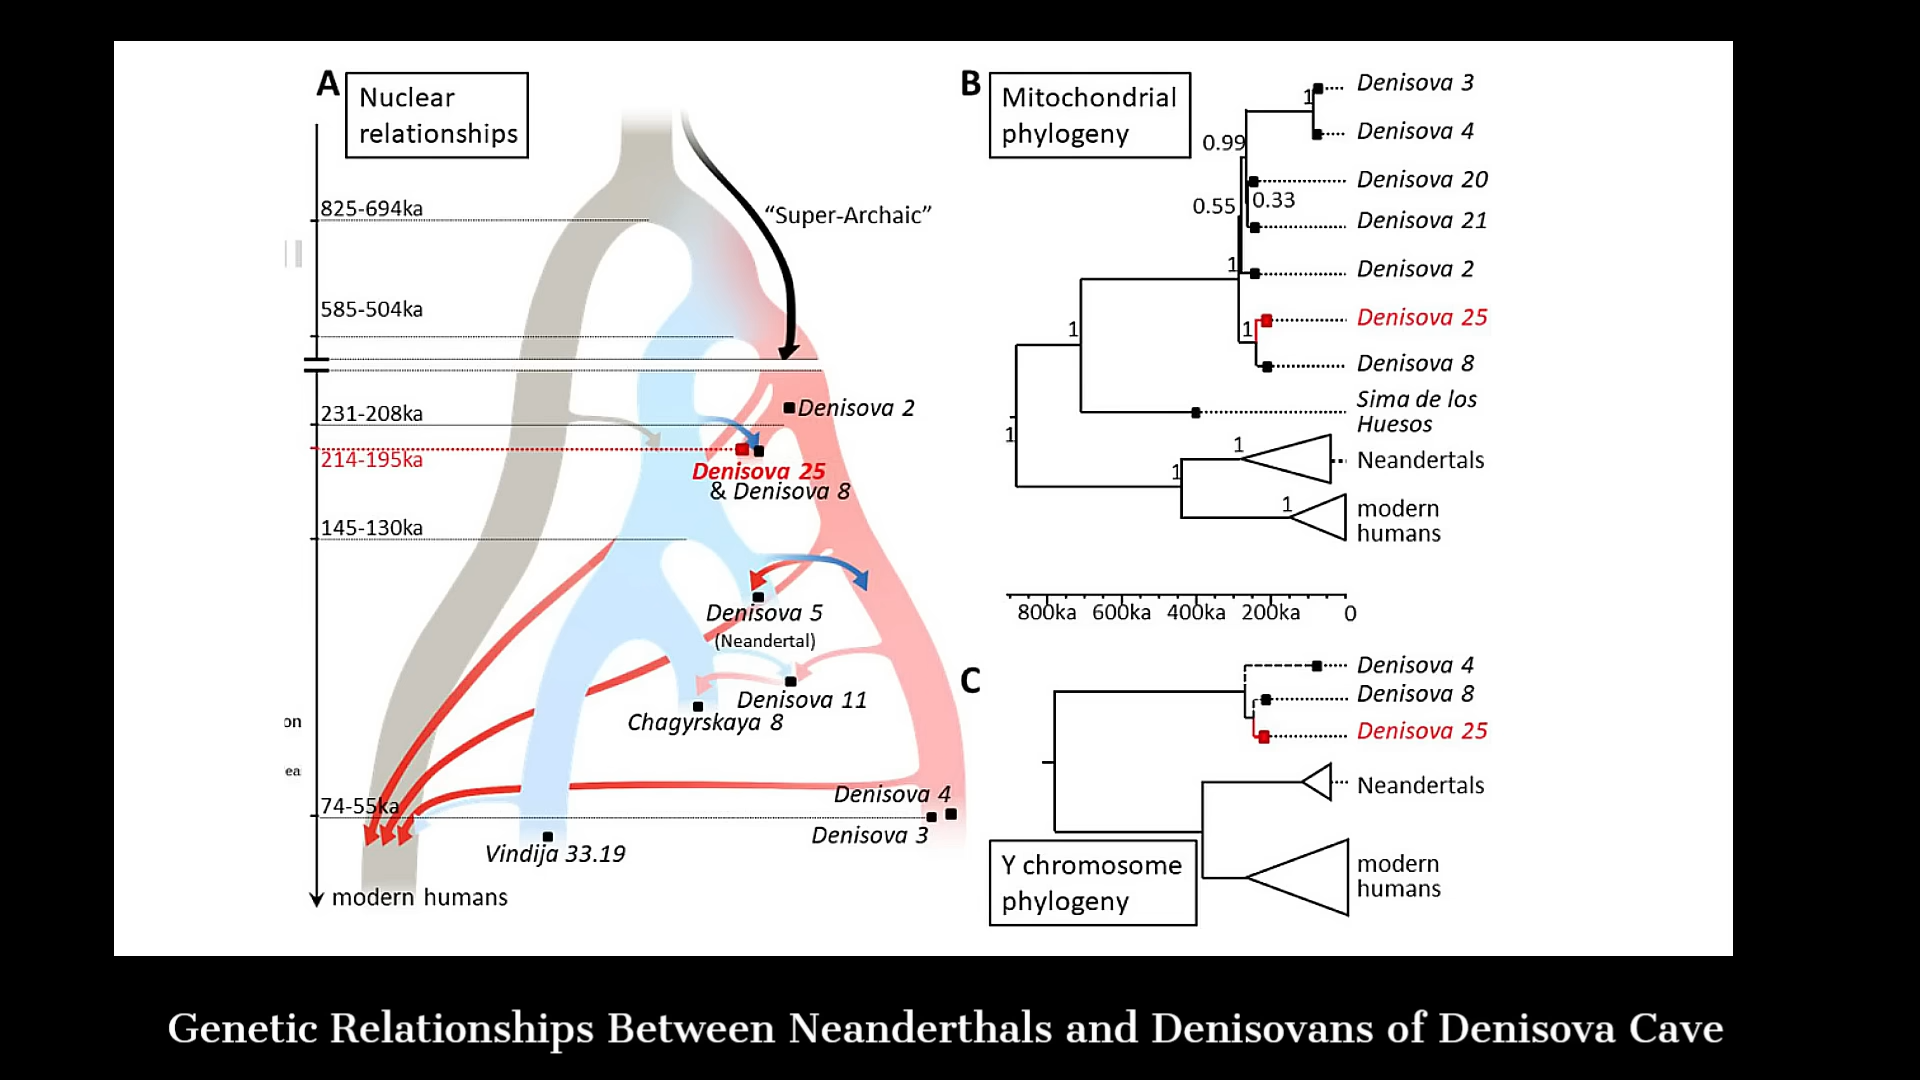 A
Nuclear
relationships
825-694ka
"Super-Archaic"
585-504ka
231-208ka
Denisova 2
214-195ka
Denisova 25
& Denisova 8
145-130ka
Denisova 5
(Neandertal)
Denisova 11
Chagyrskaya 8
on
ea
74-55ka
Denisova 4
Denisova 3
Vindija 33.19
modern humans
B
Mitochondrial
phylogeny
1
Denisova 3
Denisova 4
0.99
Denisova 20
0.55
0.33
Denisova 21
1
Denisova 2
1
1
Denisova 25
Denisova 8
Sima de los
Huesos
1
1
1
Neandertals
1
modern
humans
800ka 600ka 400ka 200ka 0
C
Denisova 4
Denisova 8
Denisova 25
Neandertals
Y chromosome
phylogeny
modern
humans
Genetic Relationships Between Neanderthals and Denisovans of Denisova Cave